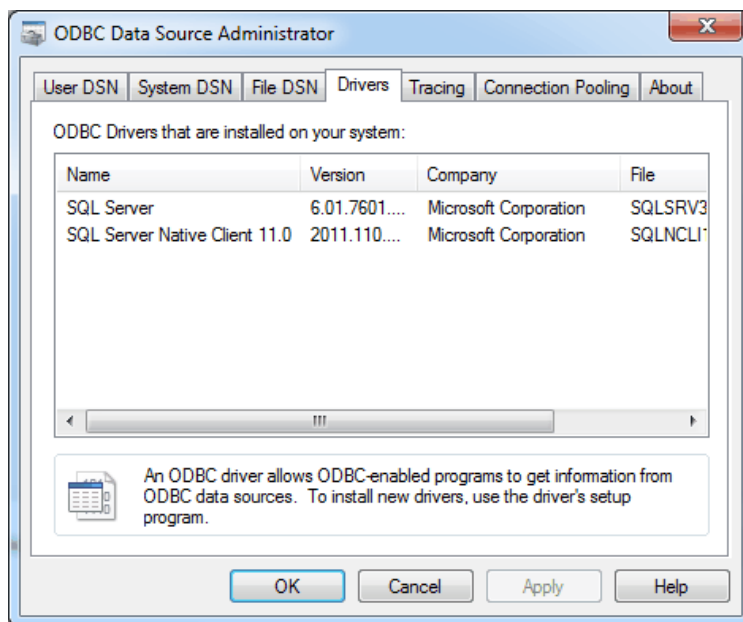 ODBC Data Source Administrator
User DSN System DSN File DSN Drivers Tracing Connection Pooling About
ODBC Drivers that are installed on your system:
Name Version Company File
SQL Server 6.01.7601.... Microsoft Corporation SQLSRV3
SQL Server Native Client 11.0 2011.110.... Microsoft Corporation SQLNCLI1
An ODBC driver allows ODBC-enabled programs to get information from
ODBC data sources. To install new drivers, use the driver's setup
program.
OK Cancel Apply Help